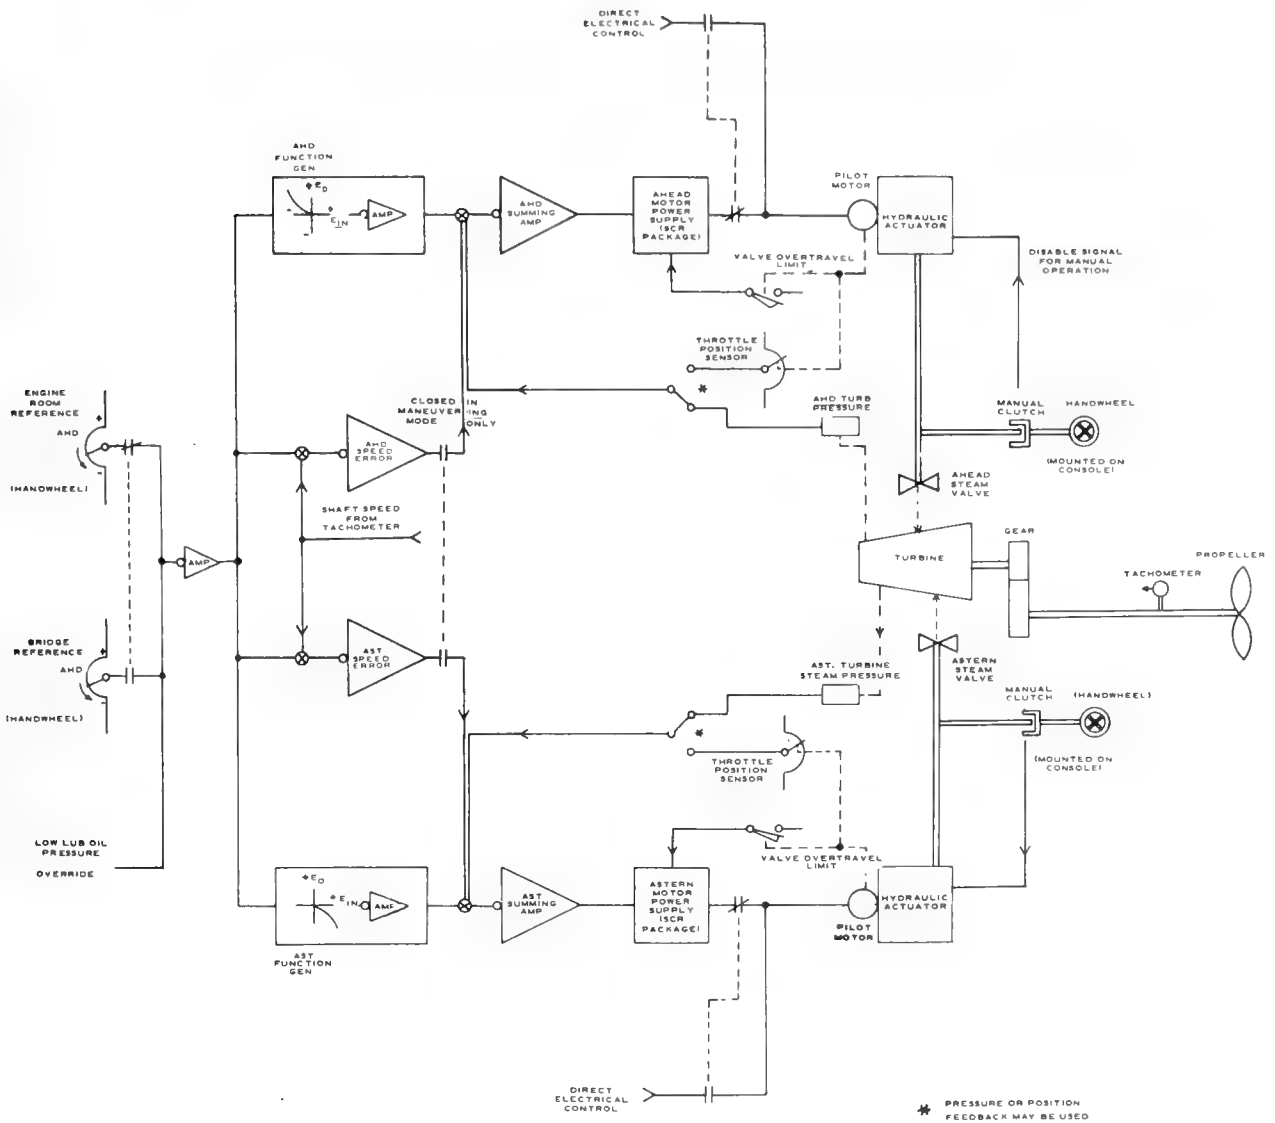 DIRECT
ELECTRICAL
CONTROL
AHD
FUNCTION
GEN
+ E₀
-
+
E IN
-
AMP
AHD
SUMMING
AMP
AHEAD
MOTOR
POWER
SUPPLY
(SCR
PACKAGE)
PILOT
MOTOR
HYDRAULIC
ACTUATOR
VALVE OVERTRAVEL
LIMIT
DISABLE SIGNAL
FOR MANUAL
OPERATION
THROTTLE
POSITION
SENSOR
*
AHD TURB
PRESSURE
CLOSED IN
MANEUVERING
MODE ONLY
AHD
SPEED
ERROR
ENGINE
ROOM
REFERENCE
+
AHD
-
(HANDWHEEL)
MANUAL
CLUTCH
HANDWHEEL
(MOUNTED ON
CONSOLE)
AHEAD
STEAM
VALVE
SHAFT SPEED
FROM
TACHOMETER
AMP
TURBINE
GEAR
TACHOMETER
PROPELLER
BRIDGE
REFERENCE
+
AHD
-
(HANDWHEEL)
AST
SPEED
ERROR
AST. TURBINE
STEAM PRESSURE
ASTERN
STEAM
VALVE
MANUAL
CLUTCH
(HANDWHEEL)
(MOUNTED ON
CONSOLE)
*
THROTTLE
POSITION
SENSOR
LOW LUB OIL
PRESSURE
OVERRIDE
VALVE OVERTRAVEL
LIMIT
+E₀
+ E IN
AMP
AST
FUNCTION
GEN
AST
SUMMING
AMP
ASTERN
MOTOR
POWER
SUPPLY
(SCR
PACKAGE)
PILOT
MOTOR
HYDRAULIC
ACTUATOR
DIRECT
ELECTRICAL
CONTROL
* PRESSURE OR POSITION
FEEDBACK MAY BE USED